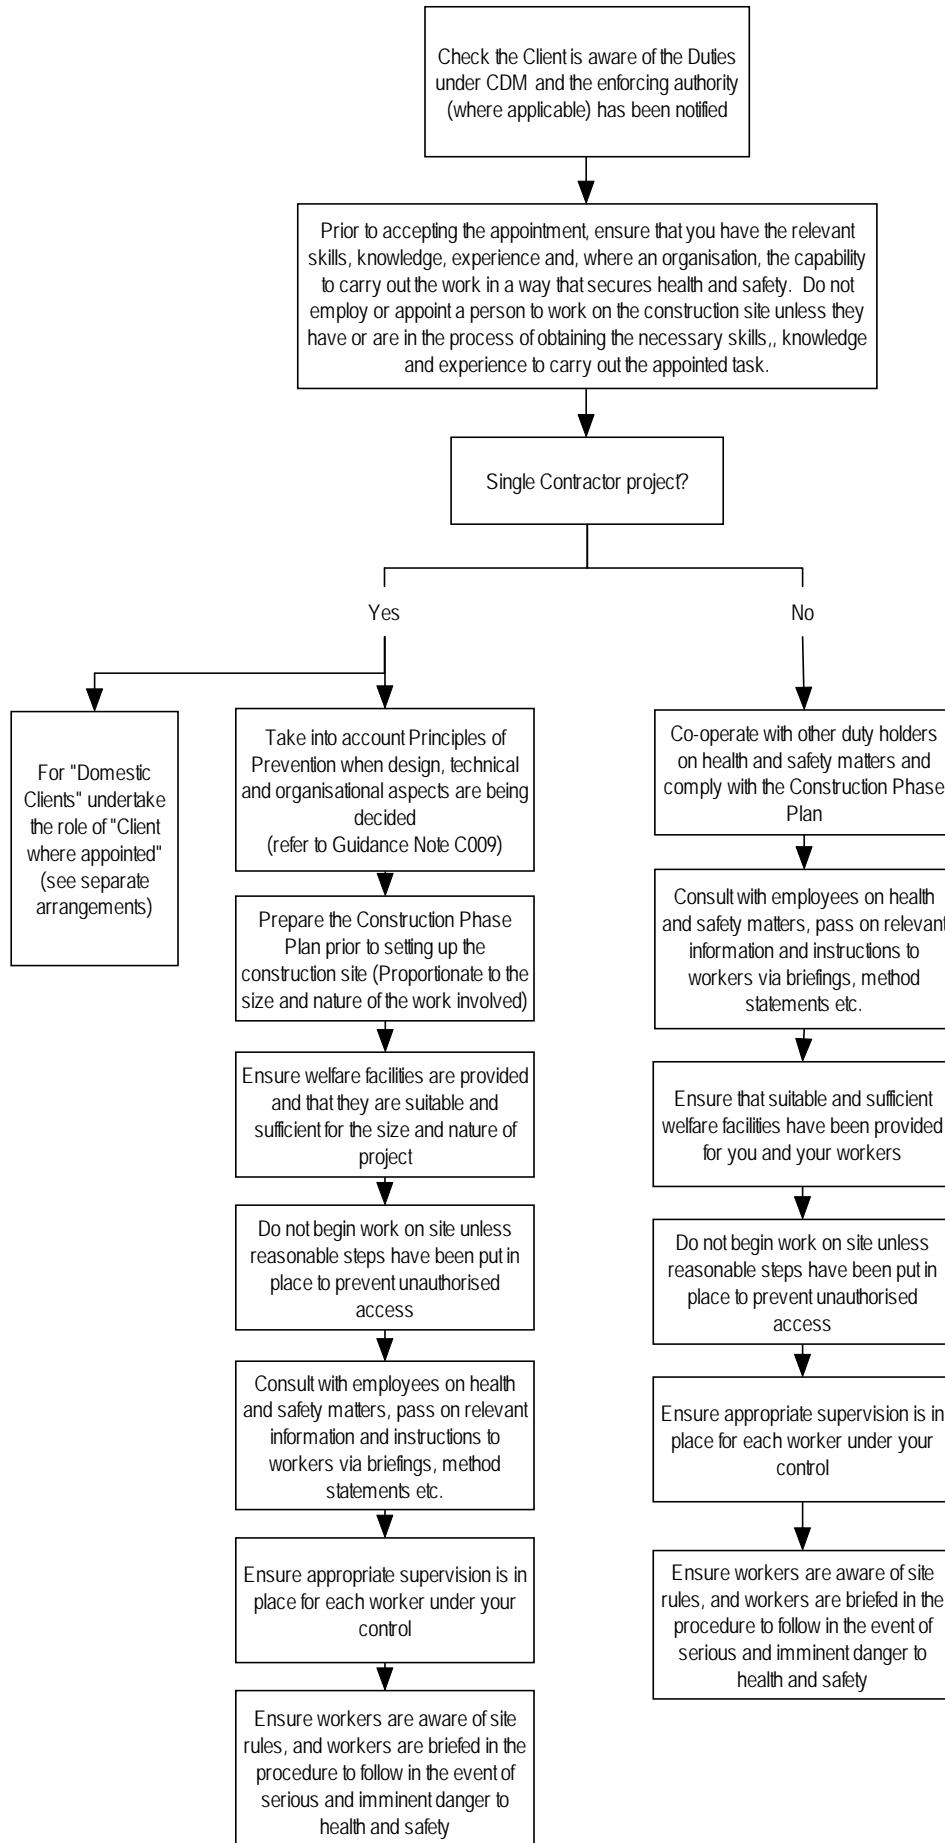 Check the Client is aware of the Duties
under CDM and the enforcing authority
(where applicable) has been notified
Prior to accepting the appointment, ensure that you have the relevant
skills, knowledge, experience and, where an organisation, the capability
to carry out the work in a way that secures health and safety. Do not
employ or appoint a person to work on the construction site unless they
have or are in the process of obtaining the necessary skills,, knowledge
and experience to carry out the appointed task.
Single Contractor project?
Yes
No
For "Domestic
Clients" undertake
the role of "Client
where appointed"
(see separate
arrangements)
Take into account Principles of
Prevention when design, technical
and organisational aspects are being
decided
(refer to Guidance Note C009)
Prepare the Construction Phase
Plan prior to setting up the
construction site (Proportionate to the
size and nature of the work involved)
Ensure welfare facilities are provided
and that they are suitable and
sufficient for the size and nature of
project
Do not begin work on site unless
reasonable steps have been put in
place to prevent unauthorised
access
Consult with employees on health
and safety matters, pass on relevant
information and instructions to
workers via briefings, method
statements etc.
Ensure appropriate supervision is in
place for each worker under your
control
Ensure workers are aware of site
rules, and workers are briefed in the
procedure to follow in the event of
serious and imminent danger to
health and safety
Co-operate with other duty holders
on health and safety matters and
comply with the Construction Phase
Plan
Consult with employees on health
and safety matters, pass on relevant
information and instructions to
workers via briefings, method
statements etc.
Ensure that suitable and sufficient
welfare facilities have been provided
for you and your workers
Do not begin work on site unless
reasonable steps have been put in
place to prevent unauthorised
access
Ensure appropriate supervision is in
place for each worker under your
control
Ensure workers are aware of site
rules, and workers are briefed in the
procedure to follow in the event of
serious and imminent danger to
health and safety